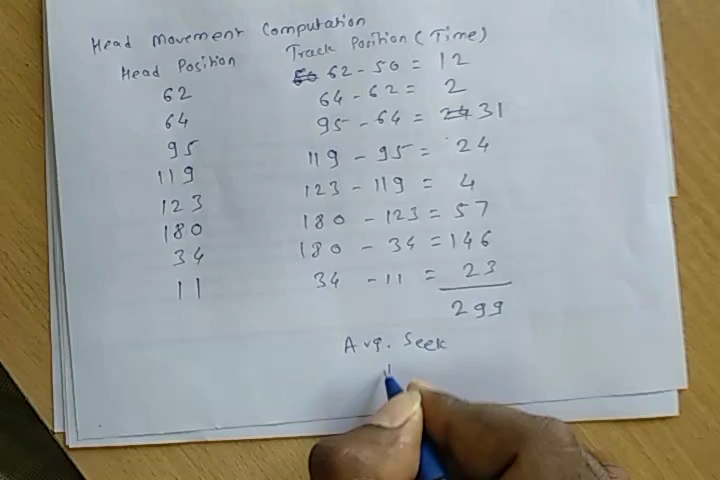 Head Movement Computation
Head Position Track Position (Time)
62 62 - 50 = 12
64 64 - 62 = 2
95 95 - 64 = 31
119 119 - 95 = 24
123 123 - 119 = 4
180 180 - 123 = 57
34 180 - 34 = 146
11 34 - 11 = 23
299
Avg. Seek